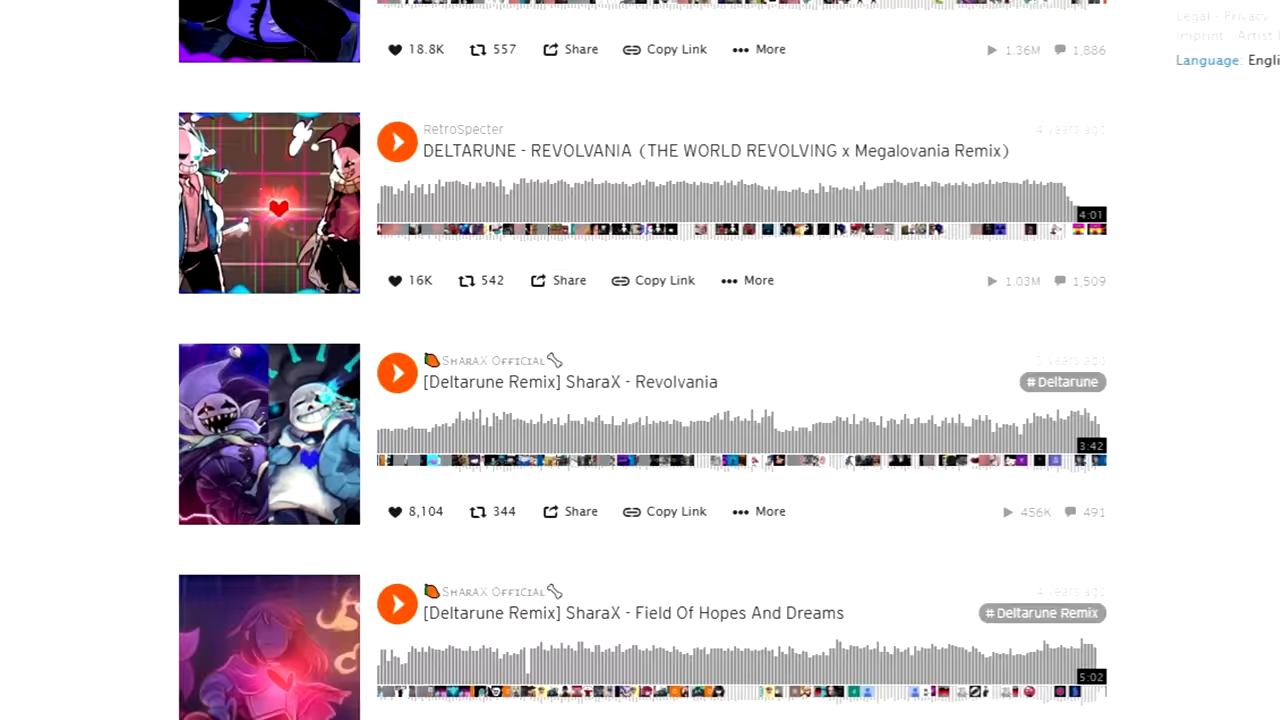 18.8K 557 Share Copy Link More 1.36M 1,886
Legal - Privacy
Imprint - Artist
Language: Engli
RetroSpecter 4 years ago
DELTARUNE - REVOLVANIA (THE WORLD REVOLVING x Megalovania Remix)
4:01
16K 542 Share Copy Link More 1.03M 1,509
SharaX Official years ago
[Deltarune Remix] SharaX - Revolvania # Deltarune
3:42
8,104 344 Share Copy Link More 456K 491
SharaX Official 4 years ago
[Deltarune Remix] SharaX - Field Of Hopes And Dreams # Deltarune Remix
5:02